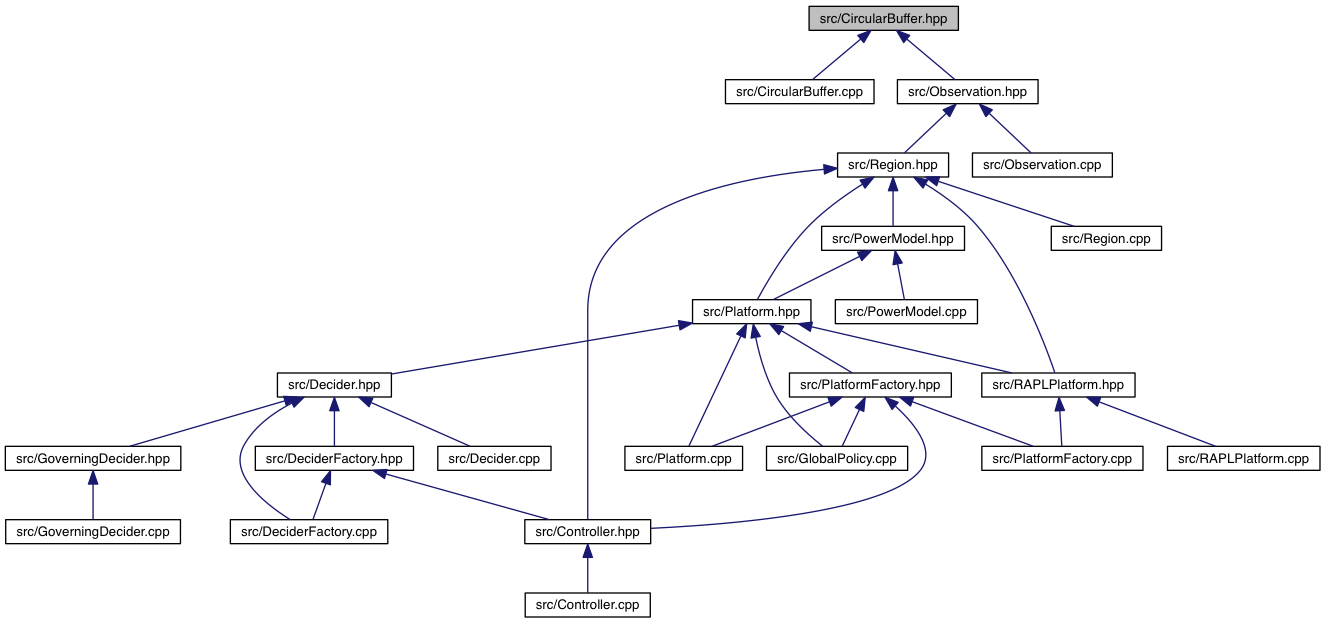 src/CircularBuffer.hpp
src/CircularBuffer.cpp
src/Observation.hpp
src/Region.hpp
src/Observation.cpp
src/PowerModel.hpp
src/Region.cpp
src/Platform.hpp
src/PowerModel.cpp
src/Decider.hpp
src/PlatformFactory.hpp
src/RAPLPlatform.hpp
src/GoverningDecider.hpp
src/DeciderFactory.hpp
src/Decider.cpp
src/Platform.cpp
src/GlobalPolicy.cpp
src/PlatformFactory.cpp
src/RAPLPlatform.cpp
src/GoverningDecider.cpp
src/DeciderFactory.cpp
src/Controller.hpp
src/Controller.cpp